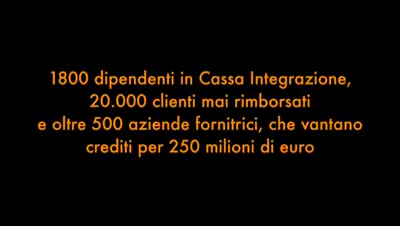 1800 dipendenti in Cassa Integrazione,
20.000 clienti mai rimborsati
e oltre 500 aziende fornitrici, che vantano
crediti per 250 milioni di euro